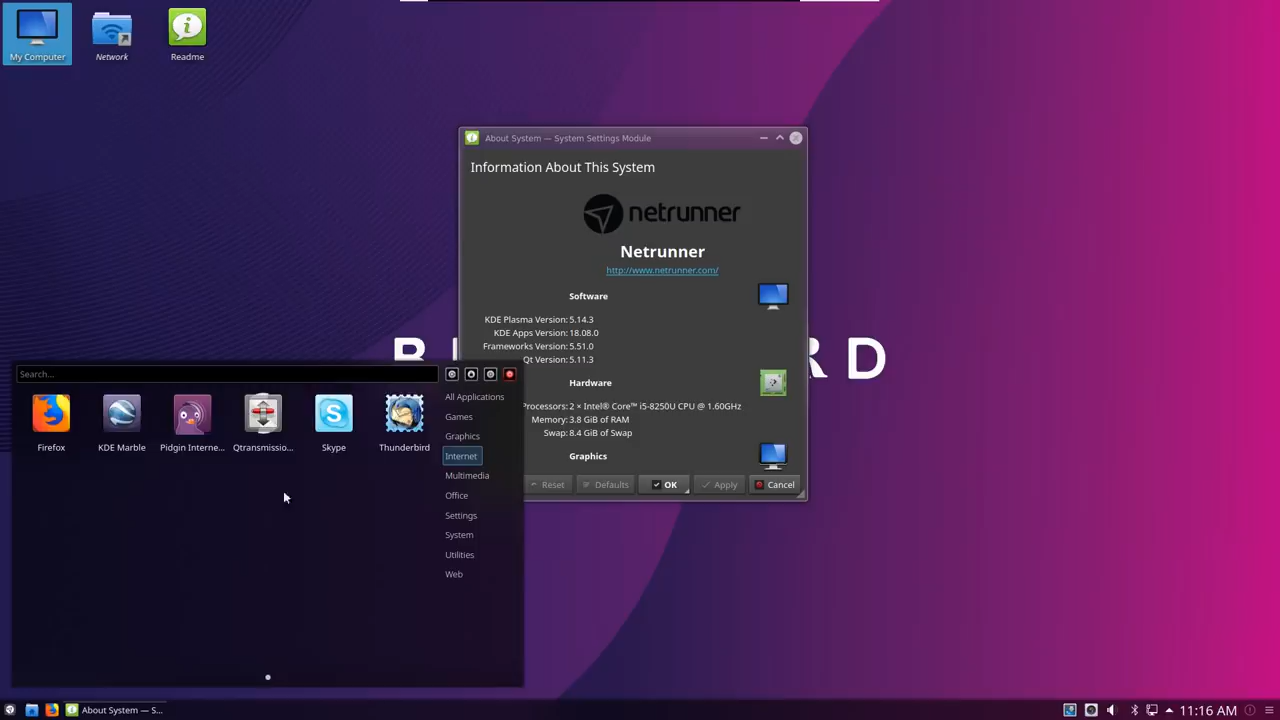 My Computer
Network
Readme
About System — System Settings Module
Information About This System
netrunner
Netrunner
http://www.netrunner.com/
Software
KDE Plasma Version: 5.14.3
KDE Apps Version: 18.08.0
Frameworks Version: 5.51.0
Qt Version: 5.11.3
Hardware
Processors: 2 × Intel® Core™ i5-8250U CPU @ 1.60GHz
Memory: 3.8 GiB of RAM
Swap: 8.4 GiB of Swap
Graphics
Reset
Defaults
OK
Apply
Cancel
Search...
Firefox
KDE Marble
Pidgin Interne...
Qtransmissio...
Skype
Thunderbird
All Applications
Games
Graphics
Internet
Multimedia
Office
Settings
System
Utilities
Web
About System — S...
11:16 AM